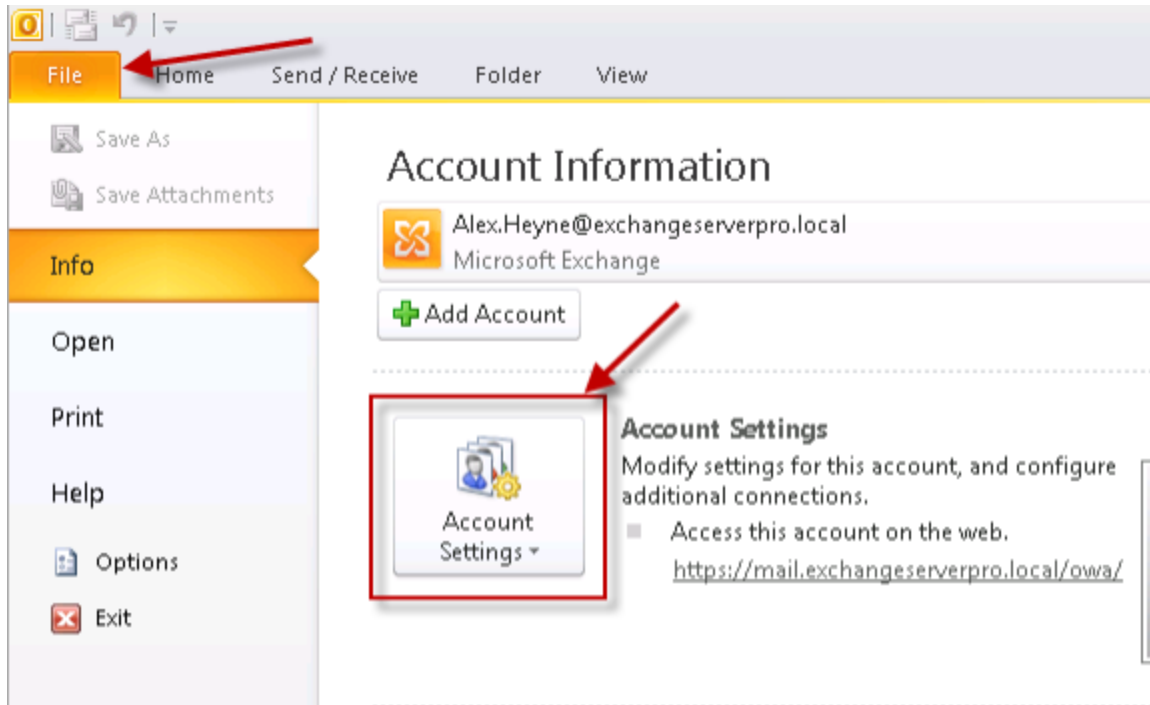 File Home Send / Receive Folder View
Save As
Save Attachments
Info
Open
Print
Help
Options
Exit
Account Information
Alex.Heyne@exchangeserverpro.local
Microsoft Exchange
Add Account
Account
Settings
Account Settings
Modify settings for this account, and configure
additional connections.
Access this account on the web.
https://mail.exchangeserverpro.local/owa/